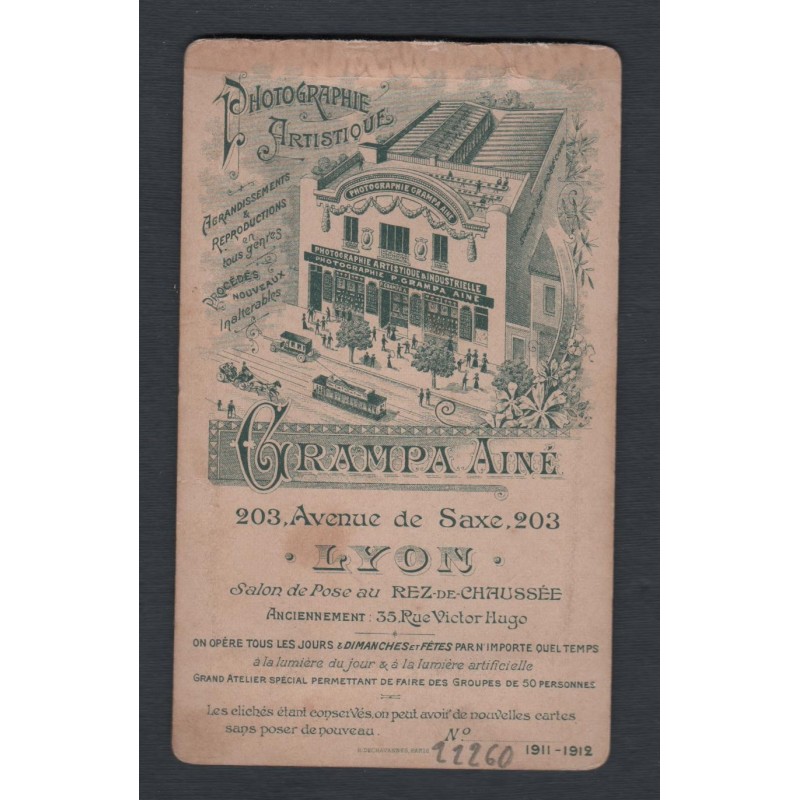 PHOTOGRAPHIE
ARTISTIQUE
AGRANDISSEMENTS
&
REPRODUCTIONS
en
tous genres
PROCÉDÉS
NOUVEAUX
Inaltérables
PHOTOGRAPHIE GRAMPA AINÉ
PHOTOGRAPHIE ARTISTIQUE & INDUSTRIELLE
PHOTOGRAPHIE P. GRAMPA AINÉ
GRAMPA AINÉ
203, Avenue de Saxe, 203
· LYON ·
Salon de Pose au REZ-DE-CHAUSSÉE
ANCIENNEMENT : 35, Rue Victor Hugo
ON OPÈRE TOUS LES JOURS & DIMANCHES ET FÊTES PAR N'IMPORTE QUEL TEMPS
à la lumière du jour & à la lumière artificielle
GRAND ATELIER SPÉCIAL PERMETTANT DE FAIRE DES GROUPES DE 50 PERSONNES
Les clichés étant conservés, on peut avoir de nouvelles cartes
sans poser de nouveau. No 22260 1911-1912